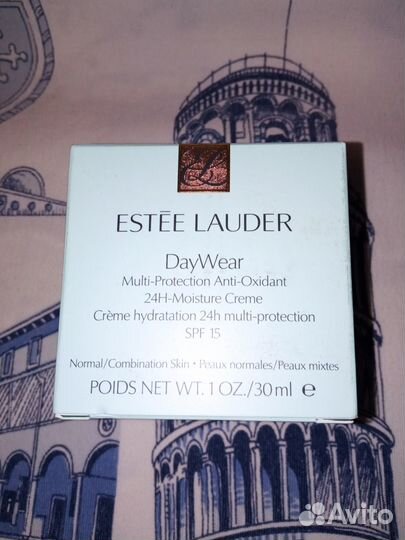 ESTĒE LAUDER
DayWear
Multi-Protection Anti-Oxidant
24H-Moisture Creme
Crème hydratation 24h multi-protection
SPF 15
Normal/Combination Skin • Peaux normales/Peaux mixtes
POIDS NET WT. 1 OZ./30 ml ℮
Avito